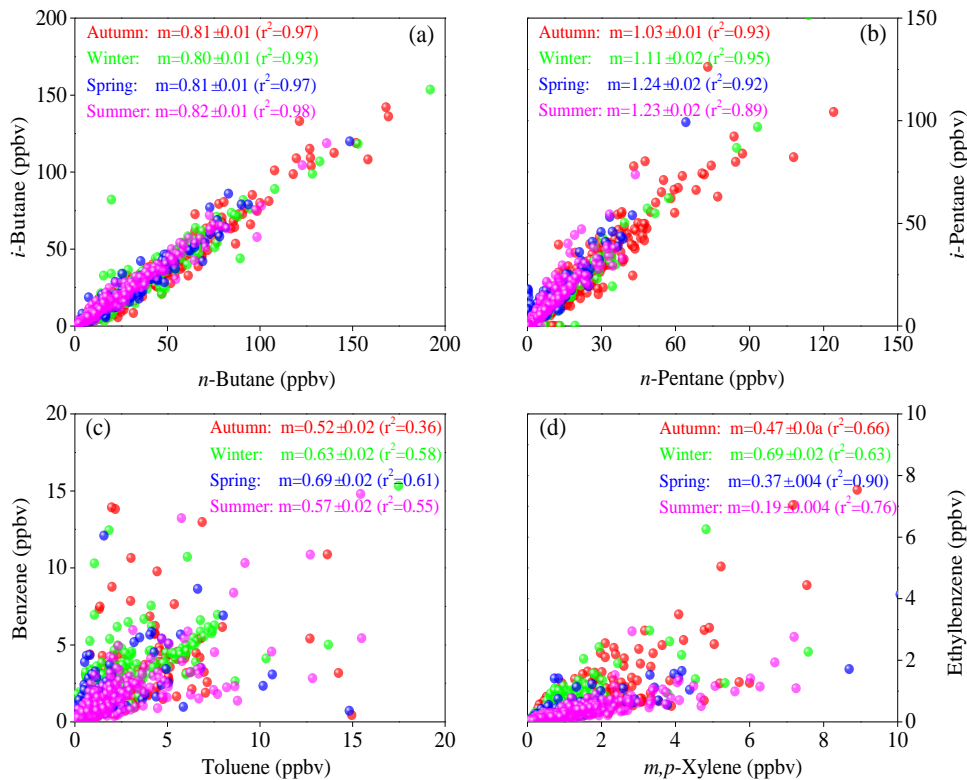 (a)
Autumn: m=0.81±0.01 (r²=0.97)
Winter: m=0.80±0.01 (r²=0.93)
Spring: m=0.81±0.01 (r²=0.97)
Summer: m=0.82±0.01 (r²=0.98)
200
150
100
50
0
i-Butane (ppbv)
0 50 100 150 200
n-Butane (ppbv)
(b)
Autumn: m=1.03±0.01 (r²=0.93)
Winter: m=1.11±0.02 (r²=0.95)
Spring: m=1.24±0.02 (r²=0.92)
Summer: m=1.23±0.02 (r²=0.89)
150
100
50
0
i-Pentane (ppbv)
0 30 60 90 120 150
n-Pentane (ppbv)
(c)
Autumn: m=0.52±0.02 (r²=0.36)
Winter: m=0.63±0.02 (r²=0.58)
Spring: m=0.69±0.02 (r²=0.61)
Summer: m=0.57±0.02 (r²=0.55)
20
15
10
5
0
Benzene (ppbv)
0 5 10 15 20
Toluene (ppbv)
(d)
Autumn: m=0.47±0.0a (r²=0.66)
Winter: m=0.69±0.02 (r²=0.63)
Spring: m=0.37±.004 (r²=0.90)
Summer: m=0.19±0.004 (r²=0.76)
10
8
6
4
2
0
Ethylbenzene (ppbv)
0 2 4 6 8 10
m,p-Xylene (ppbv)